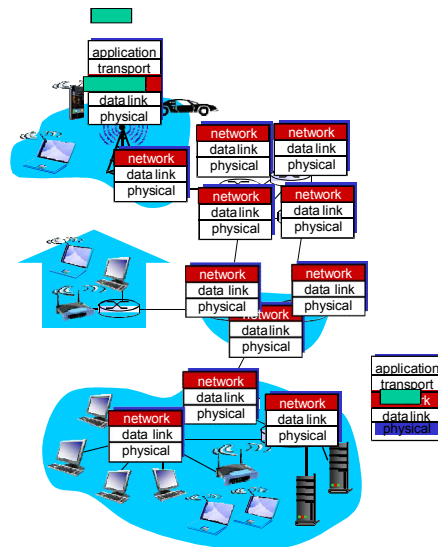 application
transport
data link
physical
network
data link
physical
network
data link
physical
network
data link
physical
network
data link
physical
network
data link
physical
network
data link
physical
network
data link
physical
network
data link
physical
application
transport
data link
physical
network
data link
physical
network
data link
physical
network
data link
physical